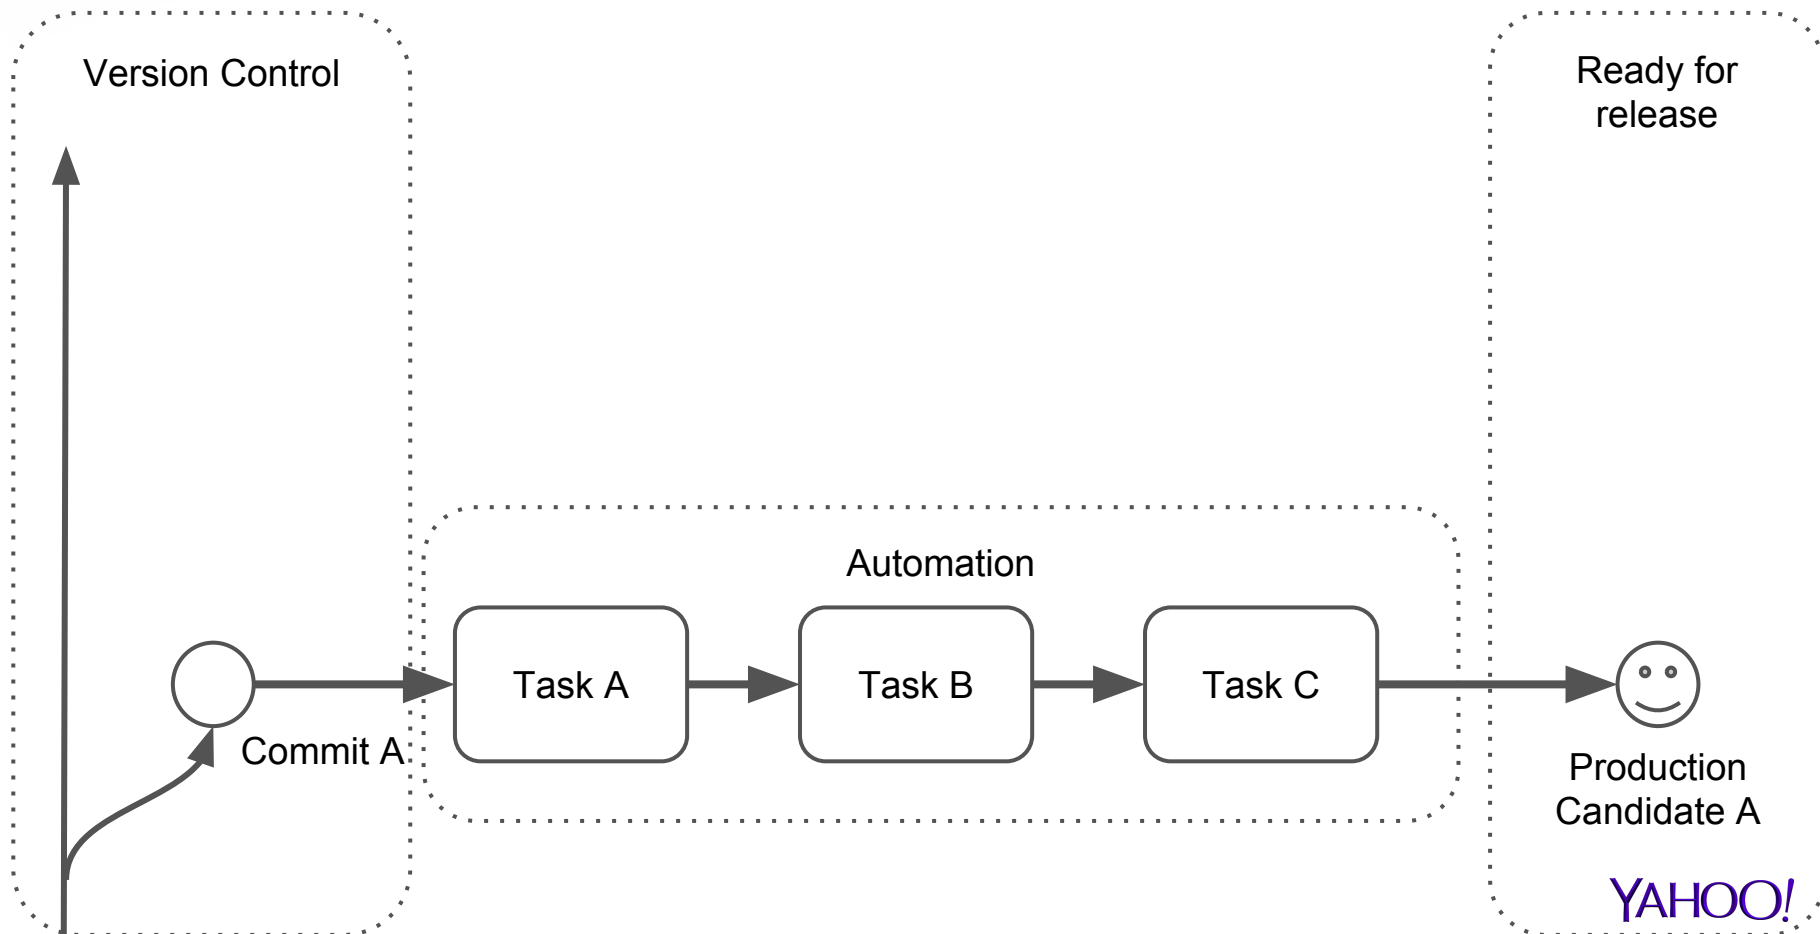 Version Control
Ready for
release
Automation
Task A
Task B
Task C
Commit A
Production
Candidate A
YAHOO!